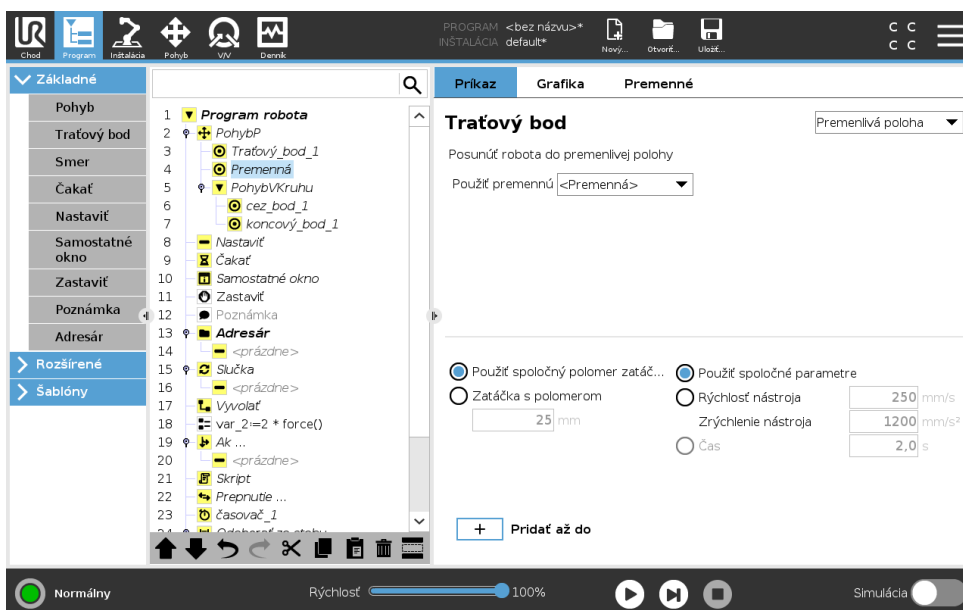 PROGRAM <bez názvu>*
INŠTALÁCIA default*
C C
C C
Chod Program Inštalácia Pohyb V/V Denník Nový... Otvoriť... Uložiť...
Základné
Pohyb
Traťový bod
Smer
Čakať
Nastaviť
Samostatné
okno
Zastaviť
Poznámka
Adresár
Rozšírené
Šablóny
1 Program robota
2 PohybP
3 Traťový_bod_1
4 Premenná
5 PohybVKruhu
6 cez_bod_1
7 koncový_bod_1
8 Nastaviť
9 Čakať
10 Samostatné okno
11 Zastaviť
12 Poznámka
13 Adresár
14 <prázdne>
15 Slučka
16 <prázdne>
17 Vyvolať
18 var_2:=2 * force()
19 Ak ...
20 <prázdne>
21 Skript
22 Prepnutie ...
23 časovač_1
Príkaz Grafika Premenné
Traťový bod
Premenlivá poloha
Posunúť robota do premenlivej polohy
Použiť premennú <Premenná>
Použiť spoločný polomer zatáč...
Zatáčka s polomerom
25 mm
Použiť spoločné parametre
Rýchlosť nástroja 250 mm/s
Zrýchlenie nástroja 1200 mm/s²
Čas 2,0 s
+ Pridať až do
Normálny
Rýchlosť 100%
Simulácia